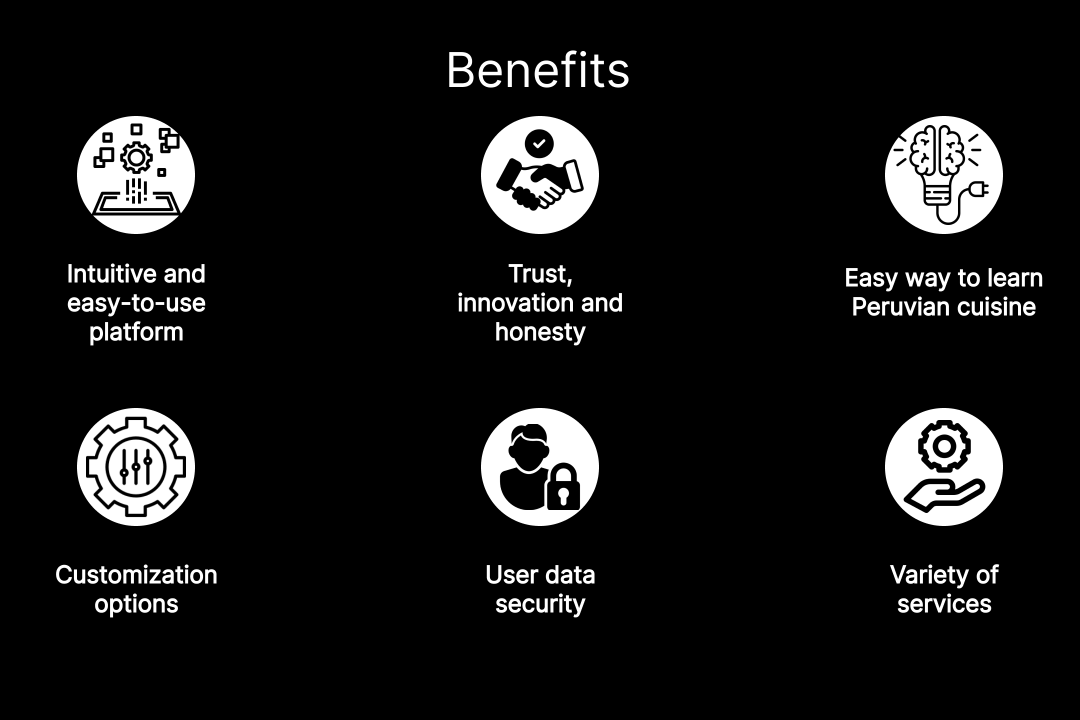 Benefits
Intuitive and
easy-to-use
platform
Trust,
innovation and
honesty
Easy way to learn
Peruvian cuisine
Customization
options
User data
security
Variety of
services